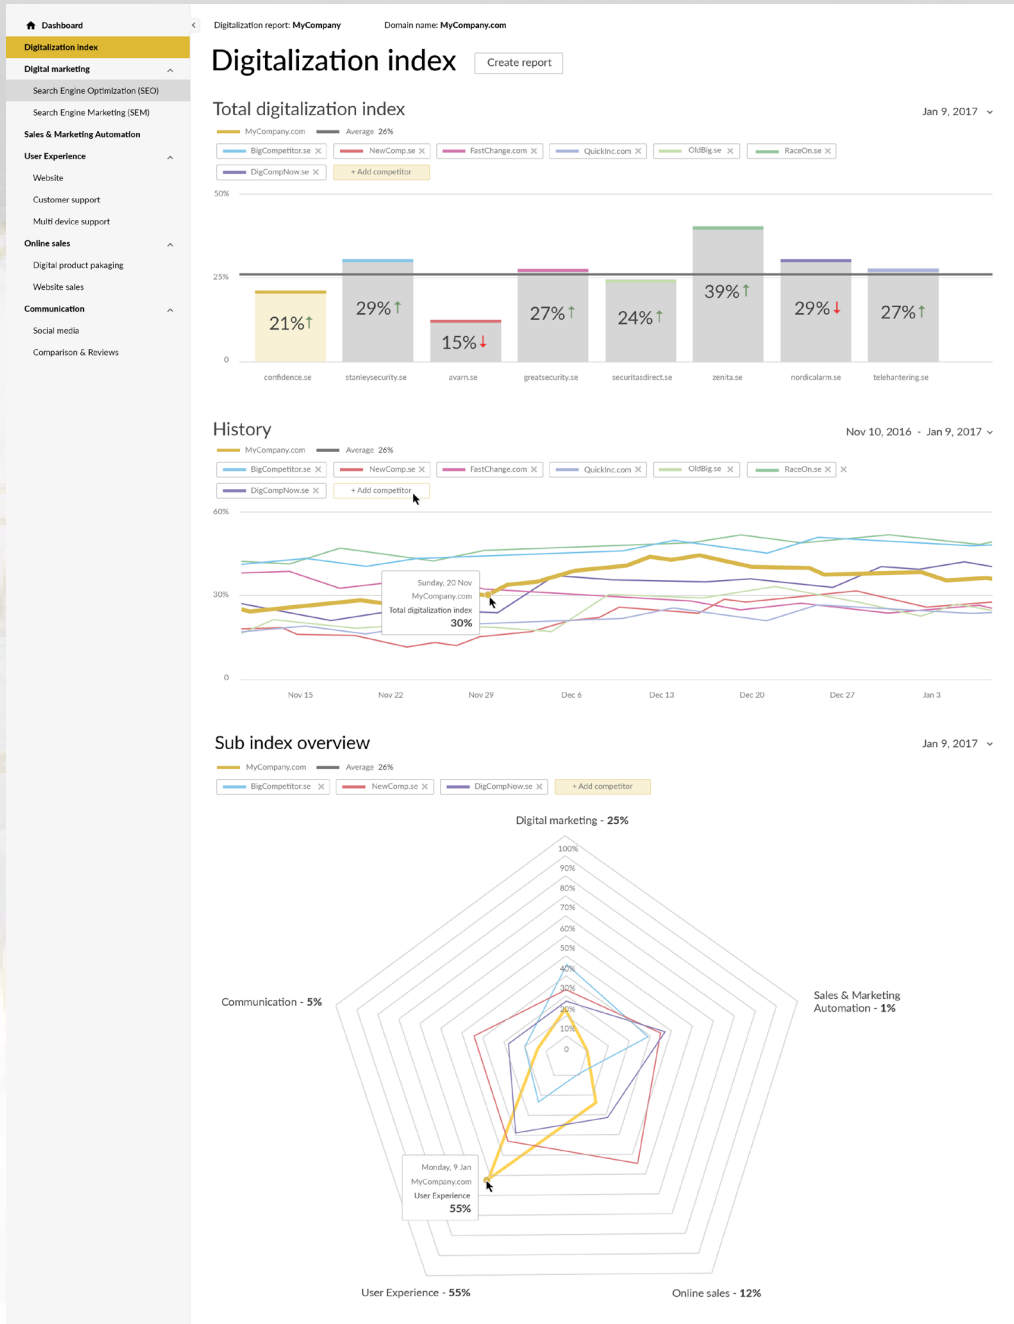 Dashboard
Digitalization index
Digital marketing
Search Engine Optimization (SEO)
Search Engine Marketing (SEM)
Sales & Marketing Automation
User Experience
Website
Customer support
Multi device support
Online sales
Digital product pakaging
Website sales
Communication
Social media
Comparison & Reviews
Digitalization report: MyCompany Domain name: MyCompany.com
Digitalization index Create report
Total digitalization index Jan 9, 2017
MyCompany.com Average 26%
BigCompetitor.se NewComp.se FastChange.com QuickInc.com OldBig.se RaceOn.se
DigCompNow.se + Add competitor
50%
25%
0
21% 29% 15% 27% 24% 39% 29% 27%
confidence.se stanleysecurity.se avarn.se greatsecurity.se securitasdirect.se zenita.se nordicalarm.se telehantering.se
History Nov 10, 2016 - Jan 9, 2017
MyCompany.com Average 26%
BigCompetitor.se NewComp.se FastChange.com QuickInc.com OldBig.se RaceOn.se
DigCompNow.se + Add competitor
60%
30%
0
Sunday, 20 Nov
MyCompany.com
Total digitalization index
30%
Nov 15 Nov 22 Nov 29 Dec 6 Dec 13 Dec 20 Dec 27 Jan 3
Sub index overview Jan 9, 2017
MyCompany.com Average 26%
BigCompetitor.se NewComp.se DigCompNow.se + Add competitor
Digital marketing - 25%
100%
90%
80%
70%
60%
50%
40%
30%
20%
10%
0
Communication - 5%
Sales & Marketing
Automation - 1%
Monday, 9 Jan
MyCompany.com
User Experience
55%
User Experience - 55% Online sales - 12%